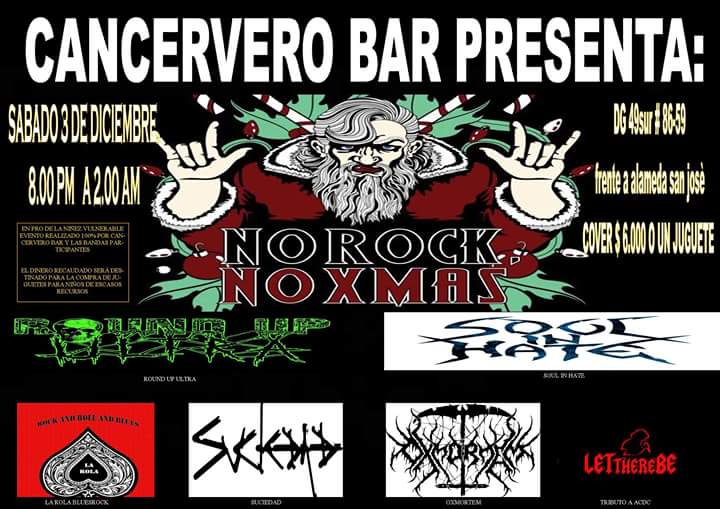 CANCERVERO BAR PRESENTA:
SABADO 3 DE DICIEMBRE
8.00 PM A 2.00 AM
DG 49sur # 86-59
frente a alameda san josè
COVER $ 6.000 O UN JUGUETE
EN PRO DE LA NIÑEZ VULNERABLE
EVENTO REALIZADO 100% POR CAN-
CERVERO BAR Y LAS BANDAS PAR-
TICIPANTES
EL DINERO RECAUDADO SERÁ DES-
TINADO PARA LA COMPRA DE JU-
GUETES PARA NIÑOS DE ESCASOS
RECURSOS
NO ROCK,
NO XMAS
ROUND UP
ULTRA
ROUND UP ULTRA
SOUL
IN
HATE
SOUL IN HATE
ROCK AND ROLL AND BLUES
LA
ROLA
LA ROLA BLUESROCK
SUCIEDAD
SUCIEDAD
OXMORTEM
OXMORTEM
LET THERE BE
TRIBUTO A ACDC